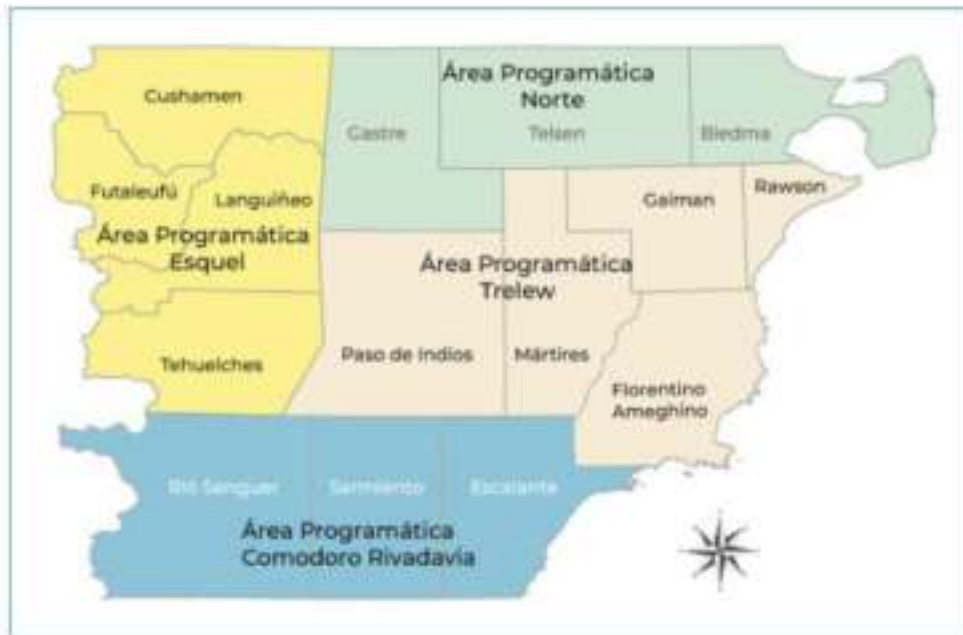 Área Programática
Norte
Cushamen
Gastre
Telsen
Biedma
Futaleufú
Languiñeo
Gaiman
Rawson
Área Programática
Esquel
Área Programática
Trelew
Tehuelches
Paso de Indios
Mártires
Florentino
Ameghino
Río Senguer
Sarmiento
Escalante
Área Programática
Comodoro Rivadavia